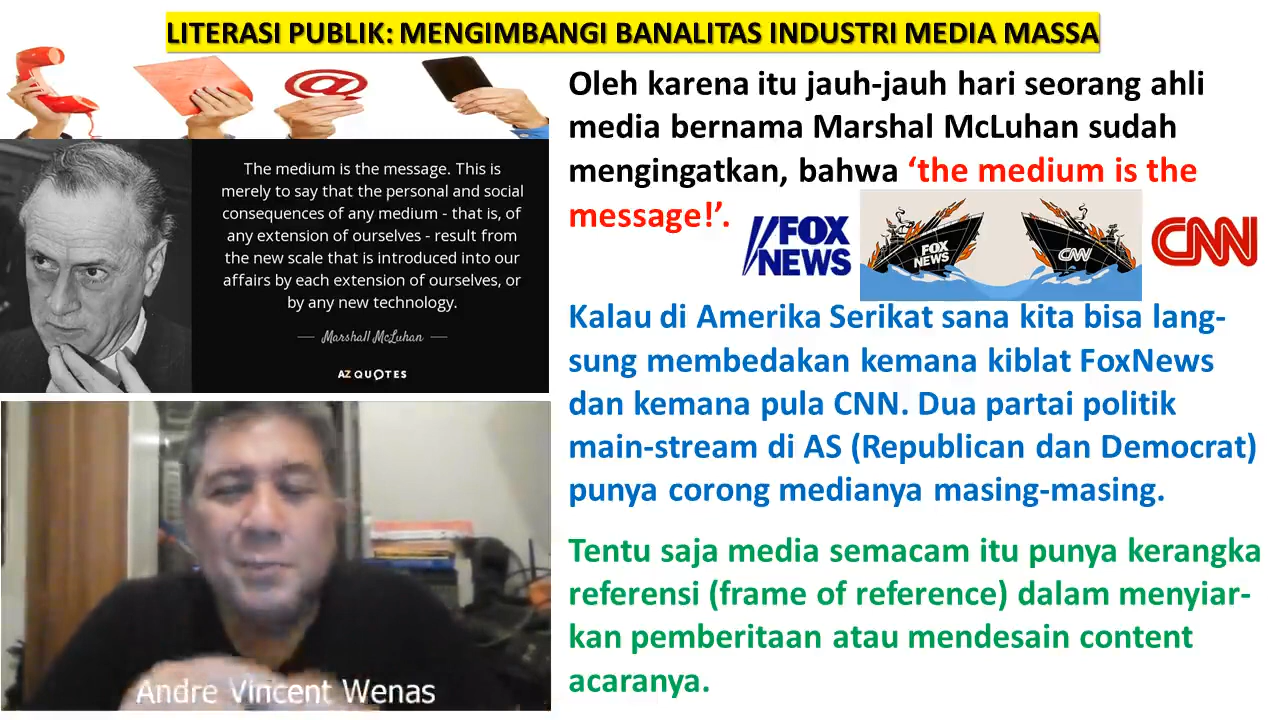 LITERASI PUBLIK: MENGIMBANGI BANALITAS INDUSTRI MEDIA MASSA
The medium is the message. This is
merely to say that the personal and social
consequences of any medium - that is, of
any extension of ourselves - result from
the new scale that is introduced into our
affairs by each extension of ourselves, or
by any new technology.
Marshall McLuhan
AZ QUOTES
Andre Vincent Wenas
Oleh karena itu jauh-jauh hari seorang ahli
media bernama Marshal McLuhan sudah
mengingatkan, bahwa ‘the medium is the
message!’.
FOX
NEWS
FOX
NEWS
CNN
CNN
Kalau di Amerika Serikat sana kita bisa lang-
sung membedakan kemana kiblat FoxNews
dan kemana pula CNN. Dua partai politik
main-stream di AS (Republican dan Democrat)
punya corong medianya masing-masing.
Tentu saja media semacam itu punya kerangka
referensi (frame of reference) dalam menyiar-
kan pemberitaan atau mendesain content
acaranya.